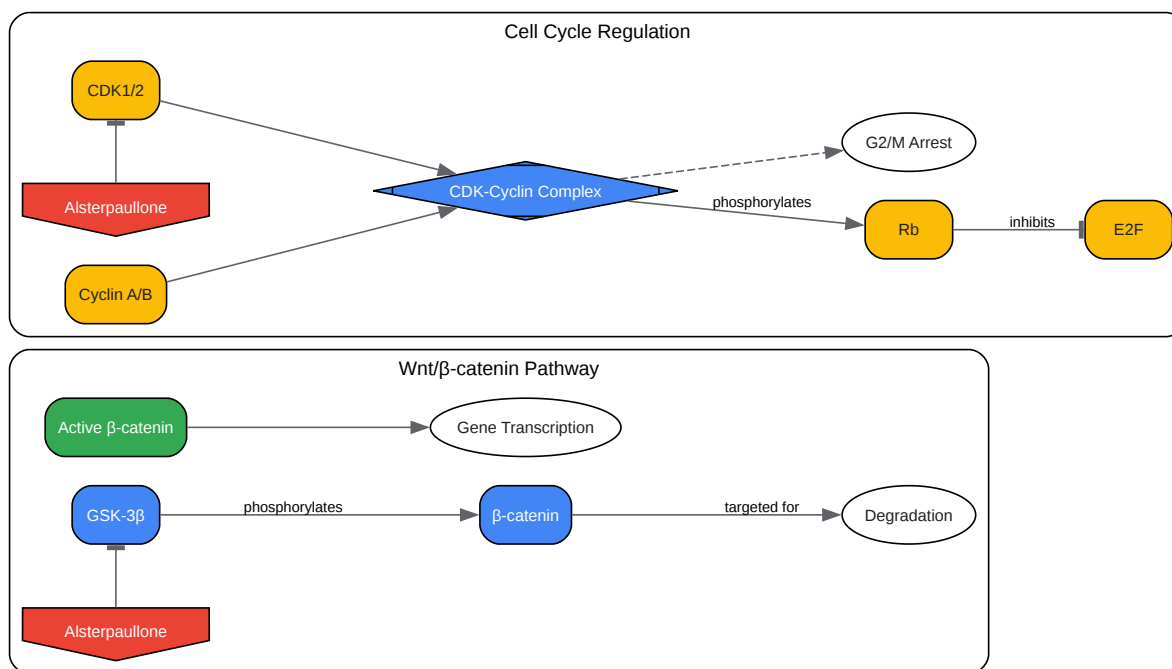 Cell Cycle Regulation
CDK1/2
G2/M Arrest
CDK-Cyclin Complex
phosphorylates
Alsterpaullone
Rb
inhibits
E2F
Cyclin A/B
Wnt/β-catenin Pathway
Active β-catenin
Gene Transcription
GSK-3β
phosphorylates
β-catenin
targeted for
Degradation
Alsterpaullone